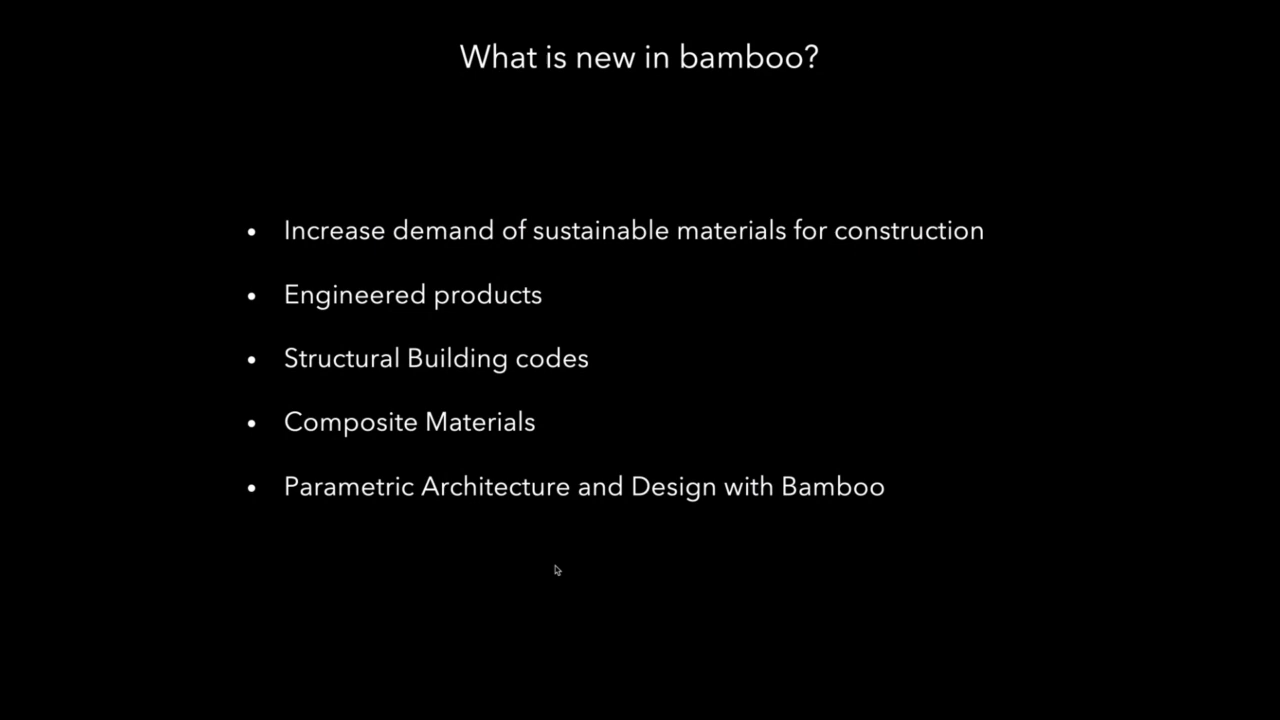 What is new in bamboo?
• Increase demand of sustainable materials for construction
• Engineered products
• Structural Building codes
• Composite Materials
• Parametric Architecture and Design with Bamboo